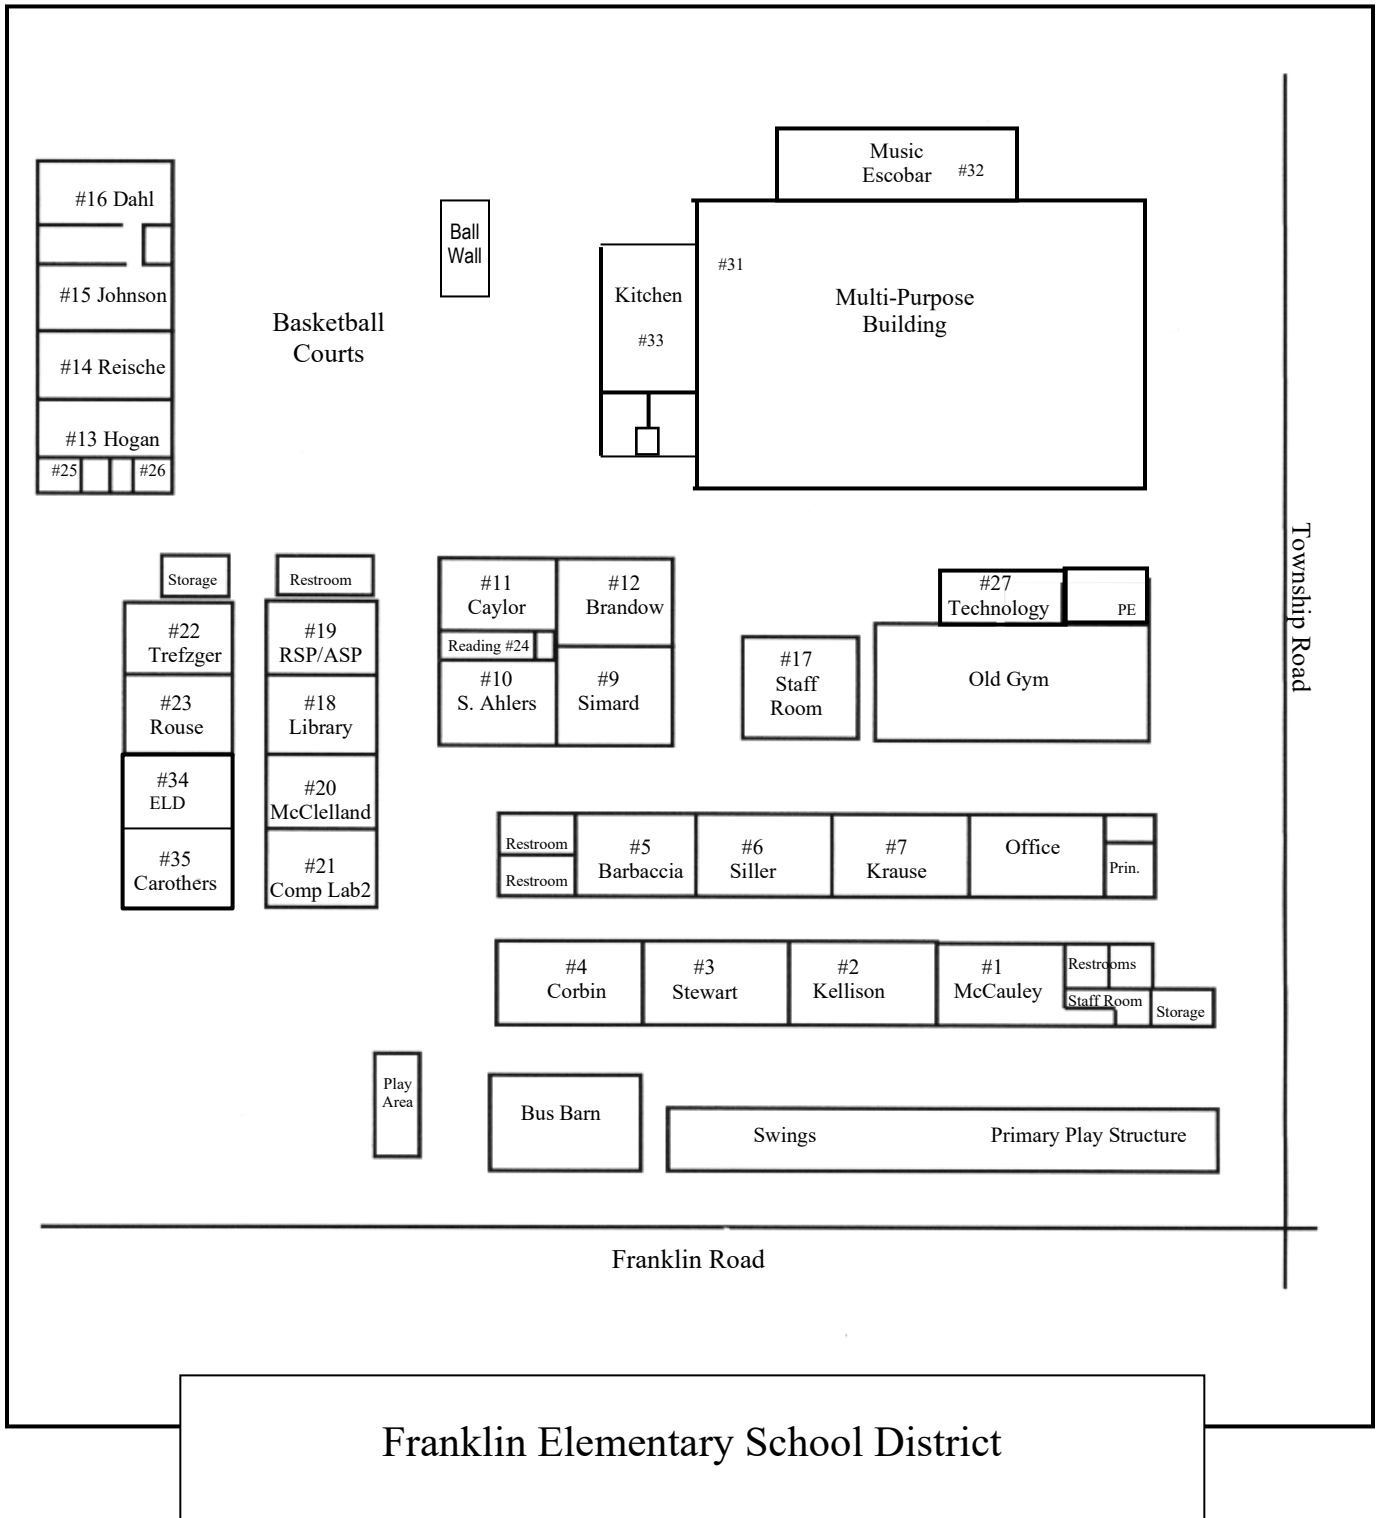 Music
Escobar #32
#16 Dahl
Ball
Wall
#31
#15 Johnson
Kitchen
Multi-Purpose
Building
Basketball
Courts
#33
#14 Reische
#13 Hogan
#25 #26
Township Road
Storage
Restroom
#11
Caylor
#12
Brandow
#27
Technology
PE
#22
Trefzger
#19
RSP/ASP
Reading #24
#17
Staff
Room
Old Gym
#10
S. Ahlers
#9
Simard
#23
Rouse
#18
Library
#34
ELD
#20
McClelland
Restroom
Restroom
#5
Barbaccia
#6
Siller
#7
Krause
Office
Prin.
#35
Carothers
#21
Comp Lab2
#4
Corbin
#3
Stewart
#2
Kellison
#1
McCauley
Restrooms
Staff Room
Storage
Play
Area
Bus Barn
Swings
Primary Play Structure
Franklin Road
Franklin Elementary School District